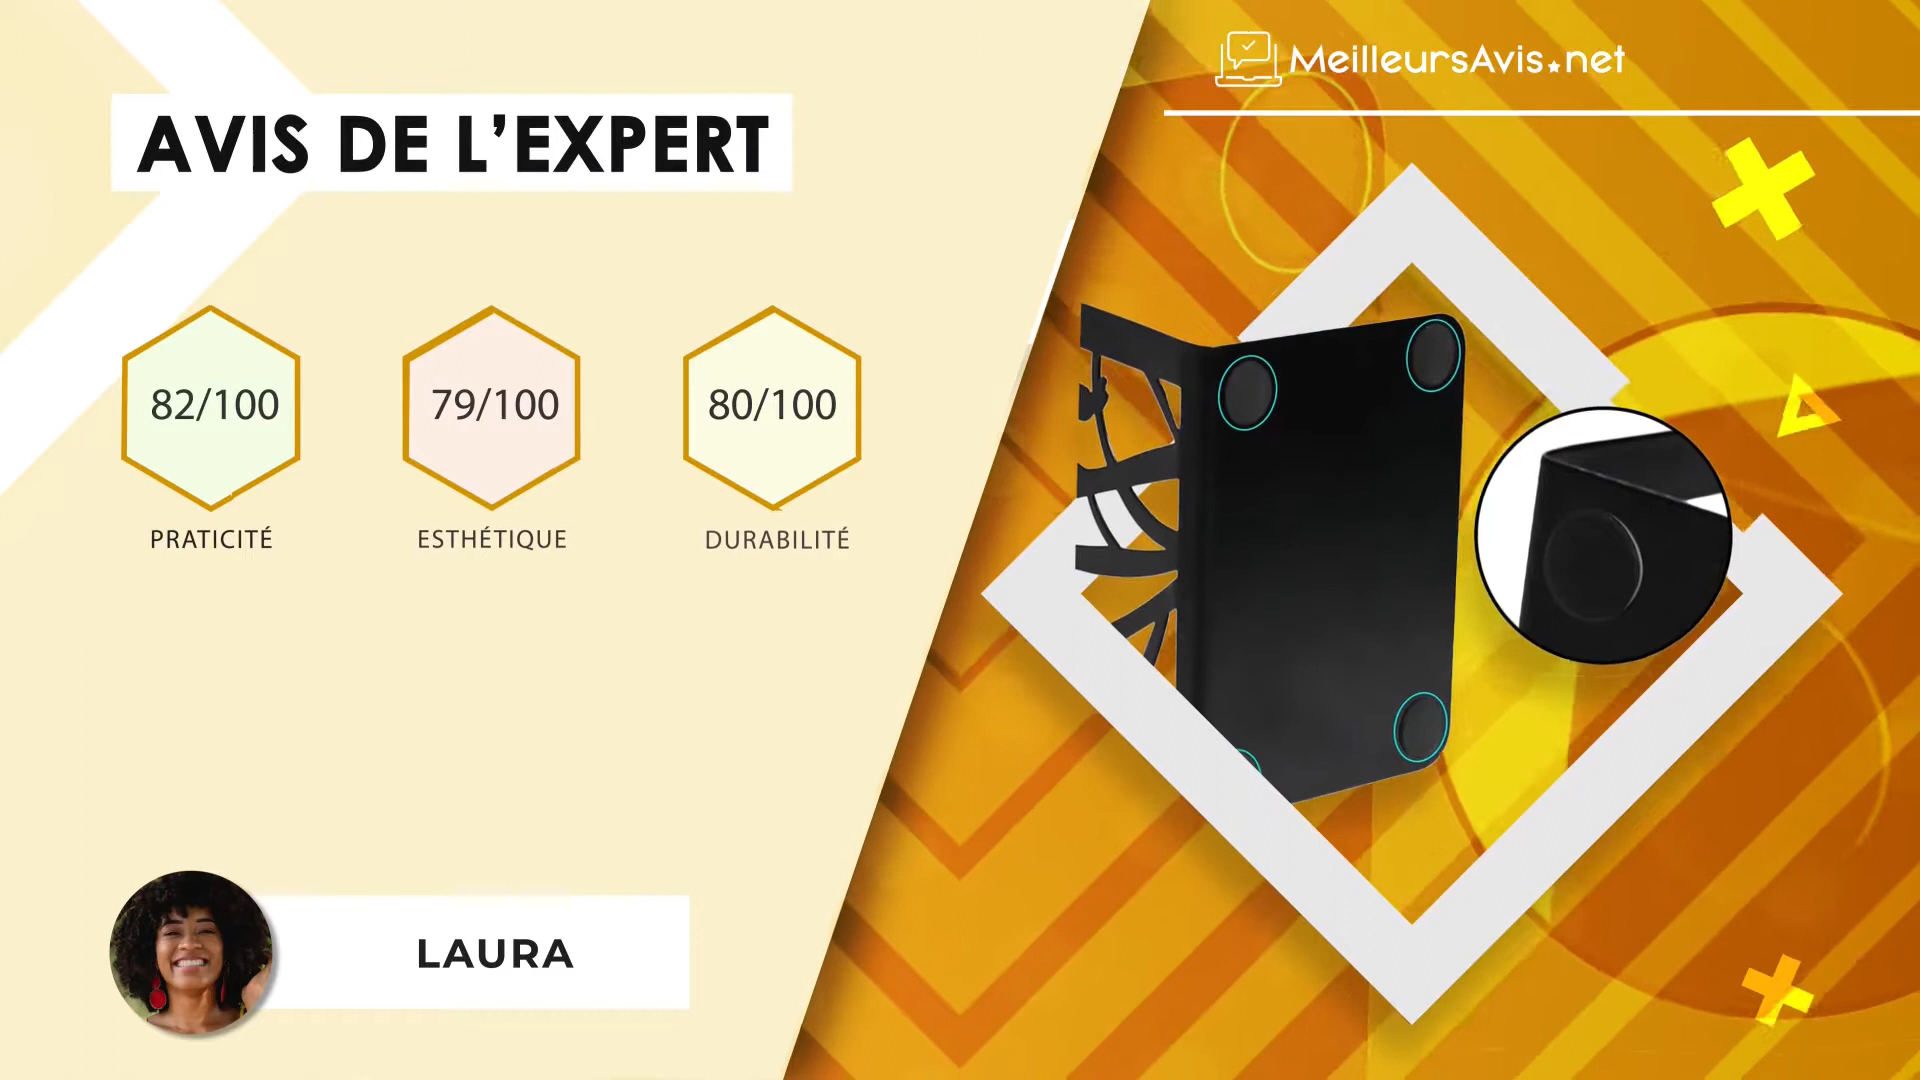 MeilleursAvis.net
AVIS DE L'EXPERT
82/100
79/100
80/100
PRATICITÉ
ESTHÉTIQUE
DURABILITÉ
LAURA